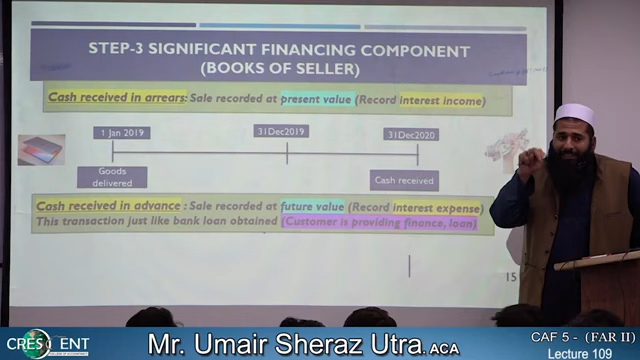 STEP-3 SIGNIFICANT FINANCING COMPONENT
(BOOKS OF SELLER)
Cash received in arrears: Sale recorded at present value (Record interest income)
1 Jan 2019
31Dec2019
31Dec2020
Goods
delivered
Cash received
Cash received in advance : Sale recorded at future value (Record interest expense)
This transaction just like bank loan obtained (Customer is providing finance, loan)
15
CRESCENT
Mr. Umair Sheraz Utra. ACA
CAF 5 - (FAR II)
Lecture 109